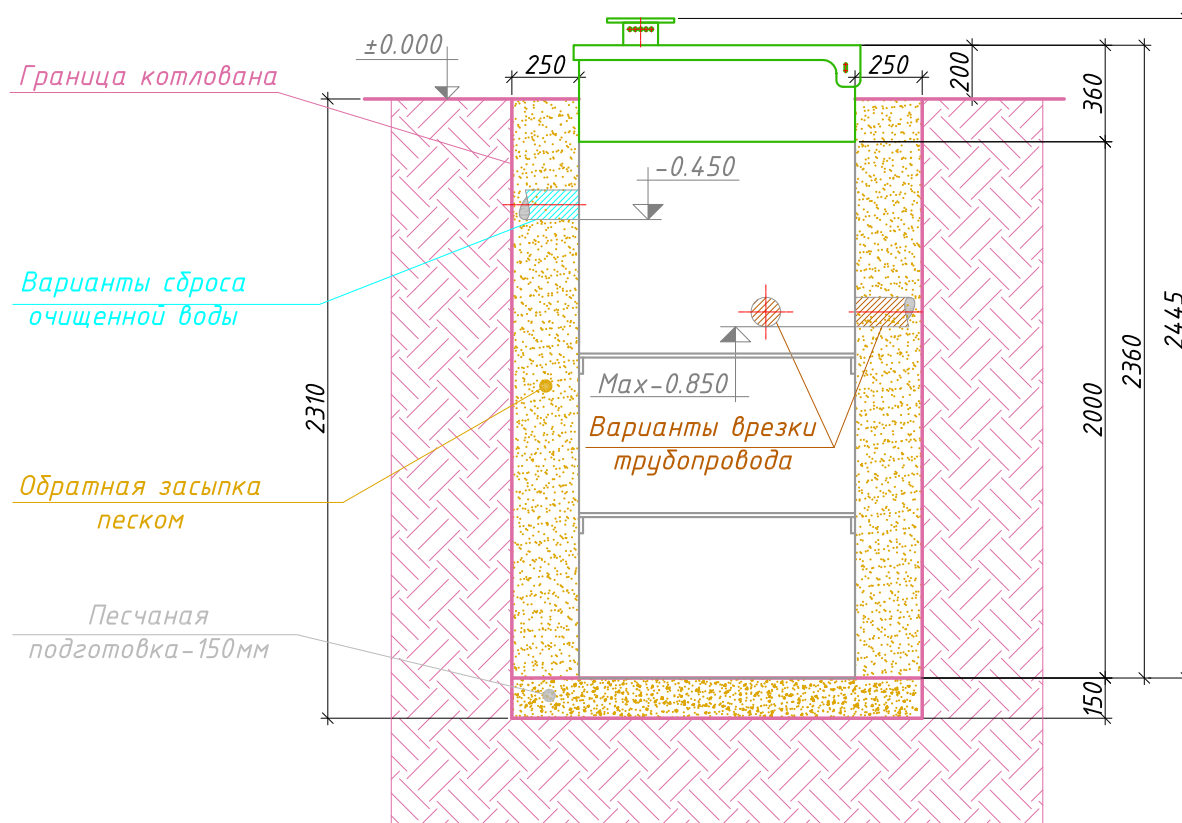 ±0.000
Граница котлована
250
250
200
360
-0.450
Варианты сброса
очищенной воды
2445
2360
Max-0.850
2310
2000
Варианты врезки
трубопровода
Обратная засыпка
песком
Песчаная
подготовка-150мм
150